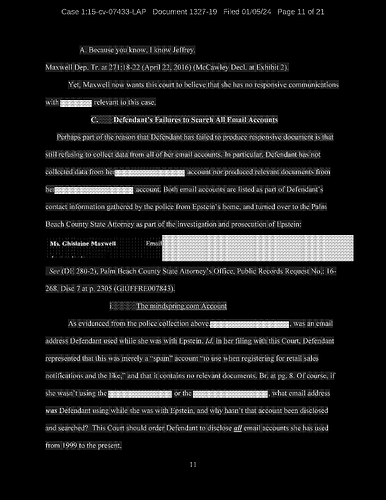 Case 1:15-cv-07433-LAP Document 1327-19 Filed 01/05/24 Page 11 of 21
A. Because you know, I know Jeffrey.
Maxwell Dep. Tr. at 271:18-22 (April 22, 2016) (McCawley Decl. at Exhibit 2).
Yet, Maxwell now wants this court to believe that she has no responsive communications
with relevant to this case.
C. Defendant's Failures to Search All Email Accounts
Perhaps part of the reason that Defendant has failed to produce responsive document is that
still refusing to collect data from all of her email accounts. In particular, Defendant has not
collected data from her account nor produced relevant documents from
her account. Both email accounts are listed as part of Defendant's
contact information gathered by the police from Epstein's home, and turned over to the Palm
Beach County State Attorney as part of the investigation and prosecution of Epstein:
Ms. Ghislaine Maxwell Email
See (DE 280-2), Palm Beach County State Attorney's Office, Public Records Request No.: 16-
268, Disc 7 at p. 2305 (GIUFFRE007843).
The mindspring.com Account
As evidenced from the police collection above, , was an email
address Defendant used while she was with Epstein. Id. In her filing with this Court, Defendant
represented that this was merely a "spam" account "to use when registering for retail sales
notifications and the like," and that it contains no relevant documents. Br. at pg. 8. Of course, if
she wasn't using the or the , what email address
was Defendant using while she was with Epstein, and why hasn't that account been disclosed
and searched? This Court should order Defendant to disclose all email accounts she has used
from 1999 to the present.
11